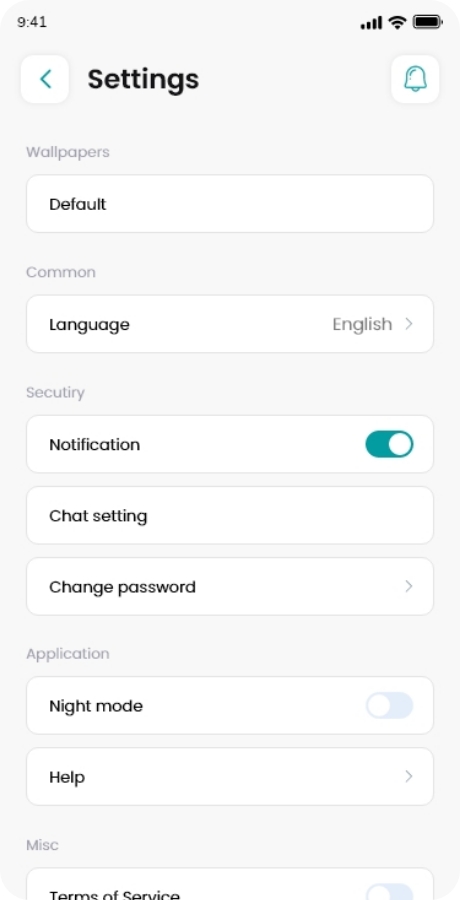 9:41
Settings
Wallpapers
Default
Common
Language English
Secutiry
Notification
Chat setting
Change password
Application
Night mode
Help
Misc
Terms of Service